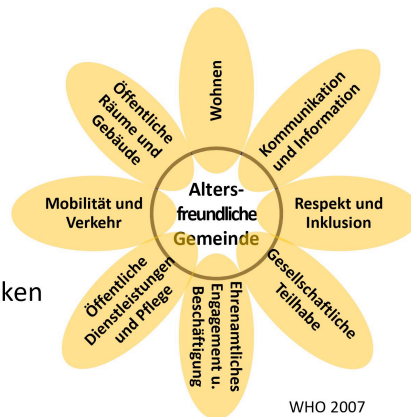 Wohnen
Kommunikation
und Information
Respekt und
Inklusion
Gesellschaftliche
Teilhabe
Ehrenamtliches
Engagement u.
Beschäftigung
Öffentliche
Dienstleistungen
und Pflege
Mobilität und
Verkehr
Öffentliche
Räume und
Gebäude
Alters-
freundliche
Gemeinde
ken
WHO 2007